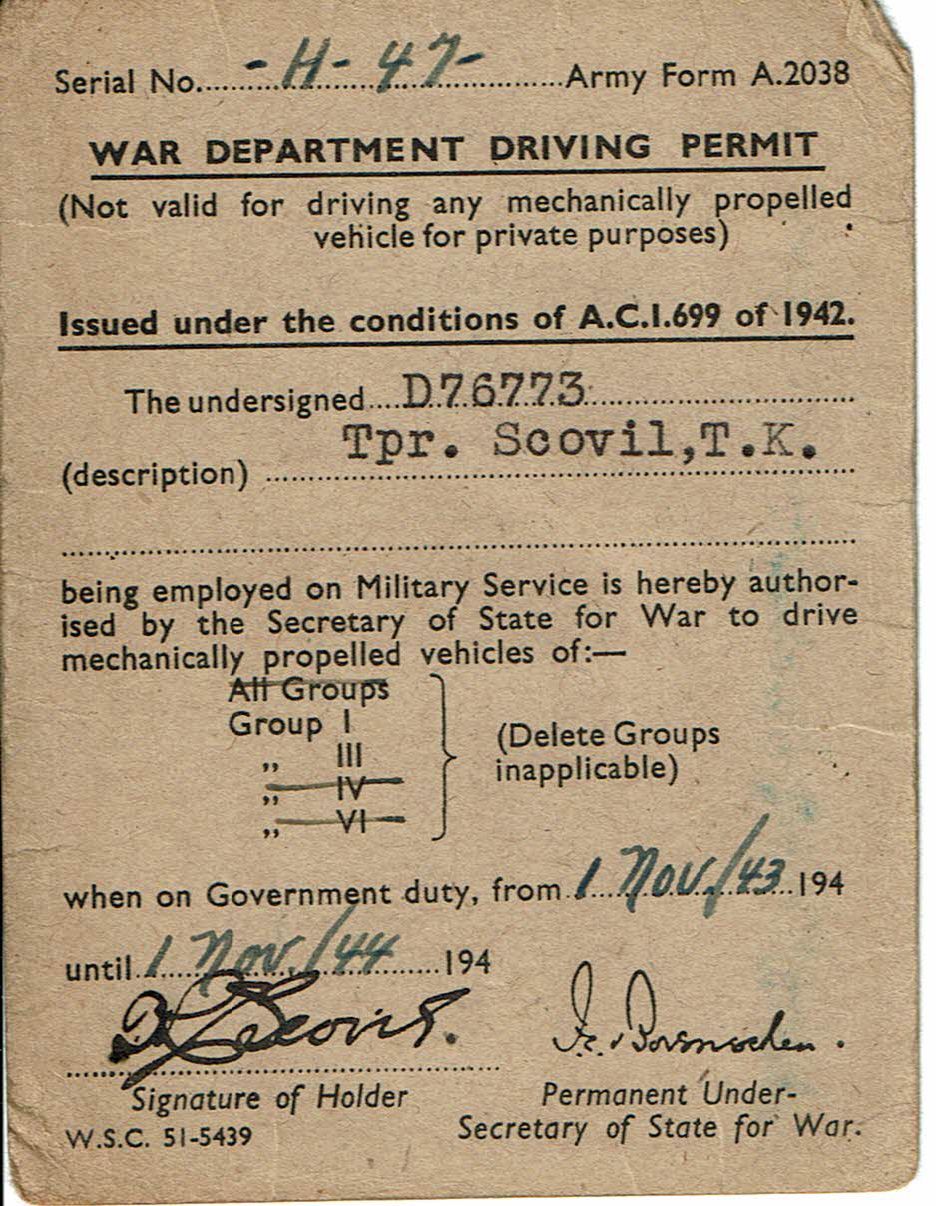 Serial No. -H-47- Army Form A.2038
WAR DEPARTMENT DRIVING PERMIT
(Not valid for driving any mechanically propelled
vehicle for private purposes)
Issued under the conditions of A.C.I.699 of 1942.
The undersigned D76773
Tpr. Scovil,T.K.
(description)
being employed on Military Service is hereby author-
ised by the Secretary of State for War to drive
mechanically propelled vehicles of:—
All Groups
Group I
„ III
„ IV
„ VI
(Delete Groups
inapplicable)
when on Government duty, from 1 Nov./43 194
until 1 Nov./44 194
Signature of Holder
Permanent Under-
Secretary of State for War.
W.S.C. 51-5439